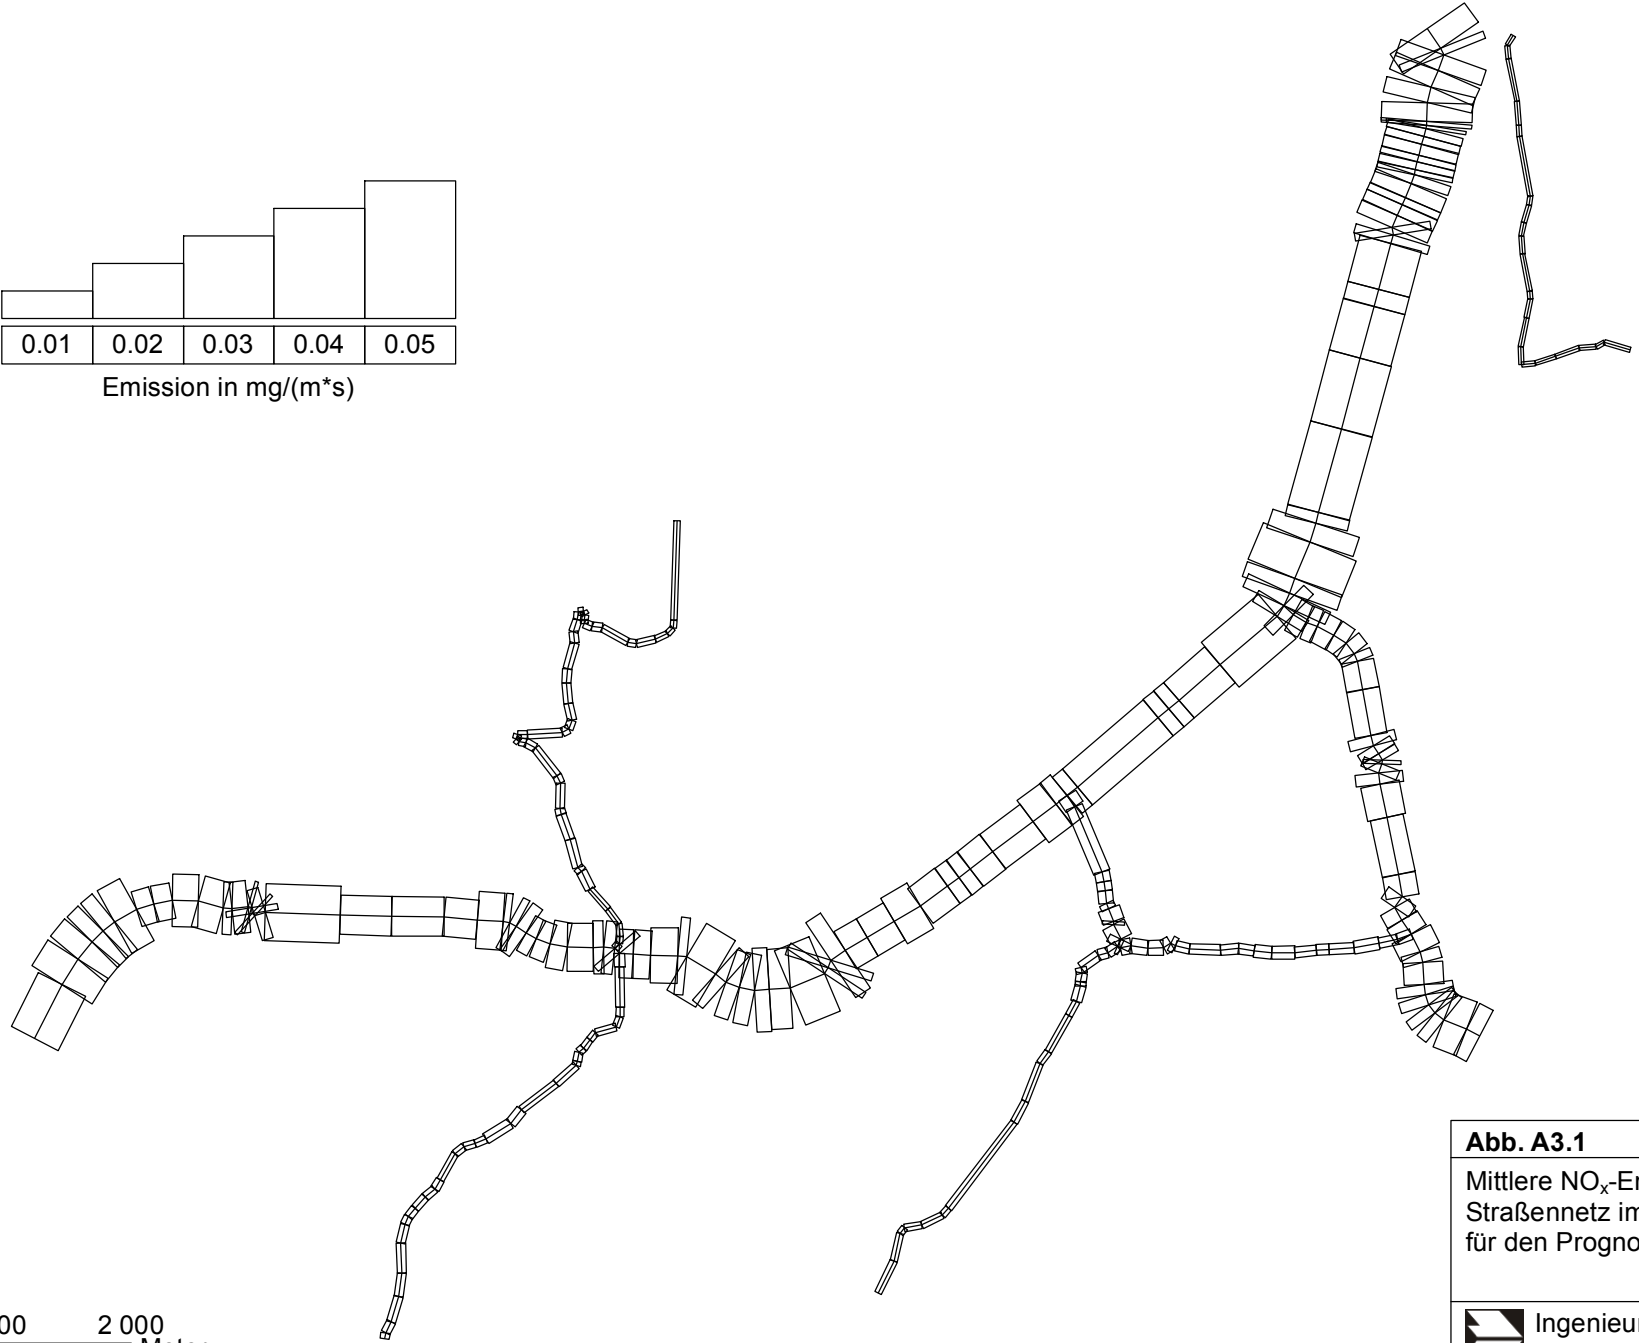 0.01 0.02 0.03 0.04 0.05
Emission in mg/(m*s)
Abb. A3.1
Mittlere NOx-E
Straßennetz im
für den Progno
Ingenieu
00 2 000
Meter